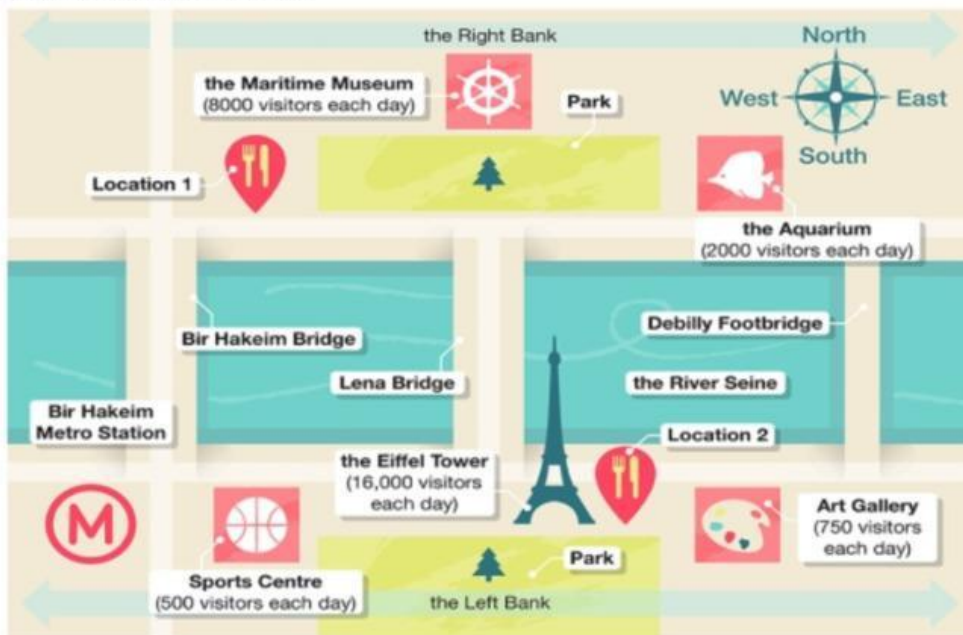 the Right Bank
North
West
East
South
the Maritime Museum
(8000 visitors each day)
Park
Location 1
the Aquarium
(2000 visitors each day)
Bir Hakeim Bridge
Debilly Footbridge
Lena Bridge
the River Seine
Bir Hakeim
Metro Station
Location 2
the Eiffel Tower
(16,000 visitors
each day)
M
Art Gallery
(750 visitors
each day)
Sports Centre
(500 visitors each day)
Park
the Left Bank